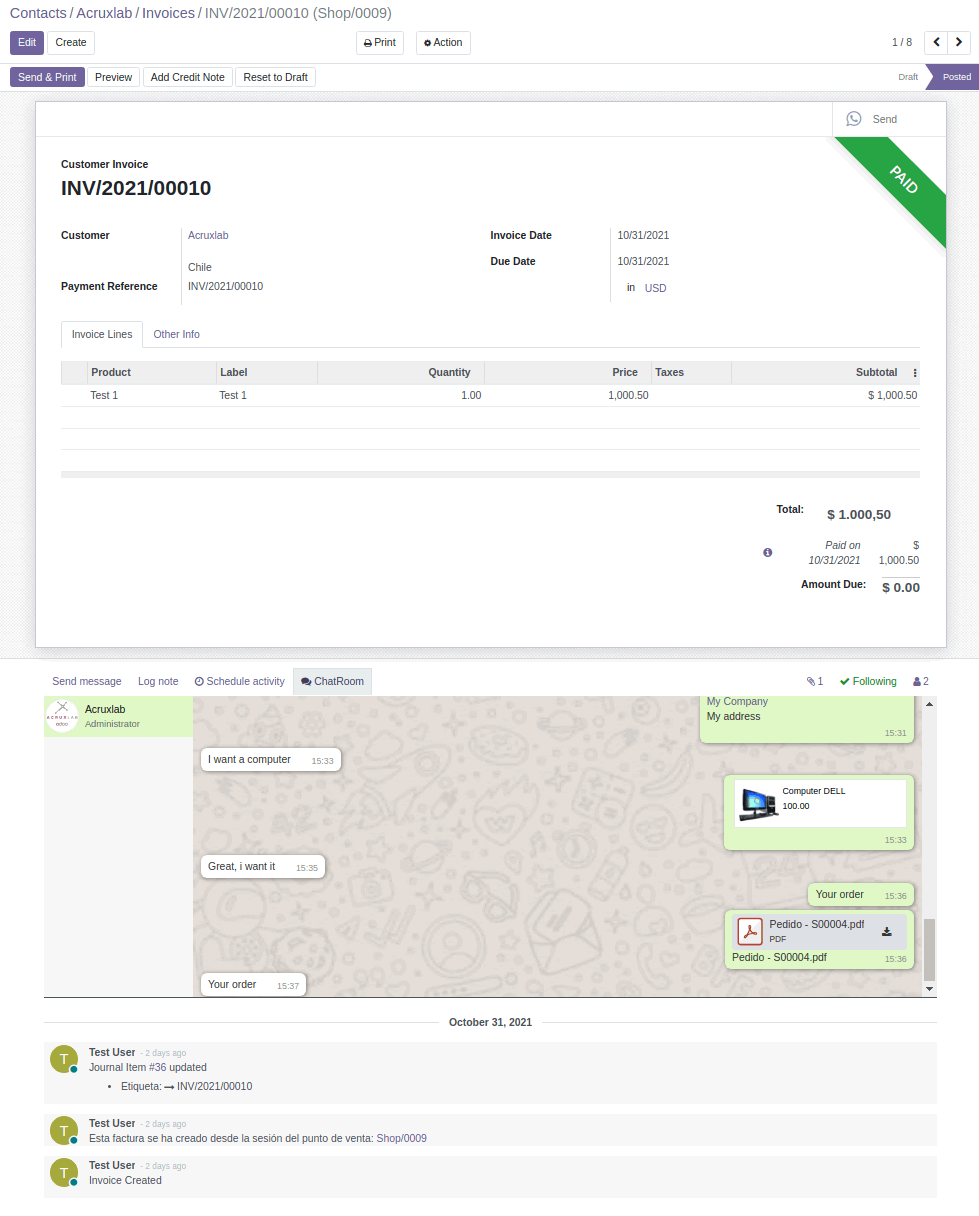 Contacts / Acruxlab / Invoices / INV/2021/00010 (Shop/0009)
Edit Create Print Action 1 / 8
Send & Print Preview Add Credit Note Reset to Draft Draft Posted
Send
PAID
Customer Invoice
INV/2021/00010
Customer Acruxlab Invoice Date 10/31/2021
Due Date 10/31/2021
Chile
Payment Reference INV/2021/00010 in USD
Invoice Lines Other Info
Product Label Quantity Price Taxes Subtotal
Test 1 Test 1 1.00 1,000.50 $ 1,000.50
Total: $ 1.000,50
Paid on $
10/31/2021 1,000.50
Amount Due: $ 0.00
Send message Log note Schedule activity ChatRoom 1 Following 2
Acruxlab
Administrator
ACRUXLAB
odoo
My Company
My address
15:31
I want a computer 15:33
Computer DELL
100.00
15:33
Great, i want it 15:35
Your order 15:36
Pedido - S00004.pdf
PDF
Pedido - S00004.pdf 15:36
Your order 15:37
October 31, 2021
T
Test User - 2 days ago
Journal Item #36 updated
• Etiqueta: → INV/2021/00010
T
Test User - 2 days ago
Esta factura se ha creado desde la sesión del punto de venta: Shop/0009
T
Test User - 2 days ago
Invoice Created